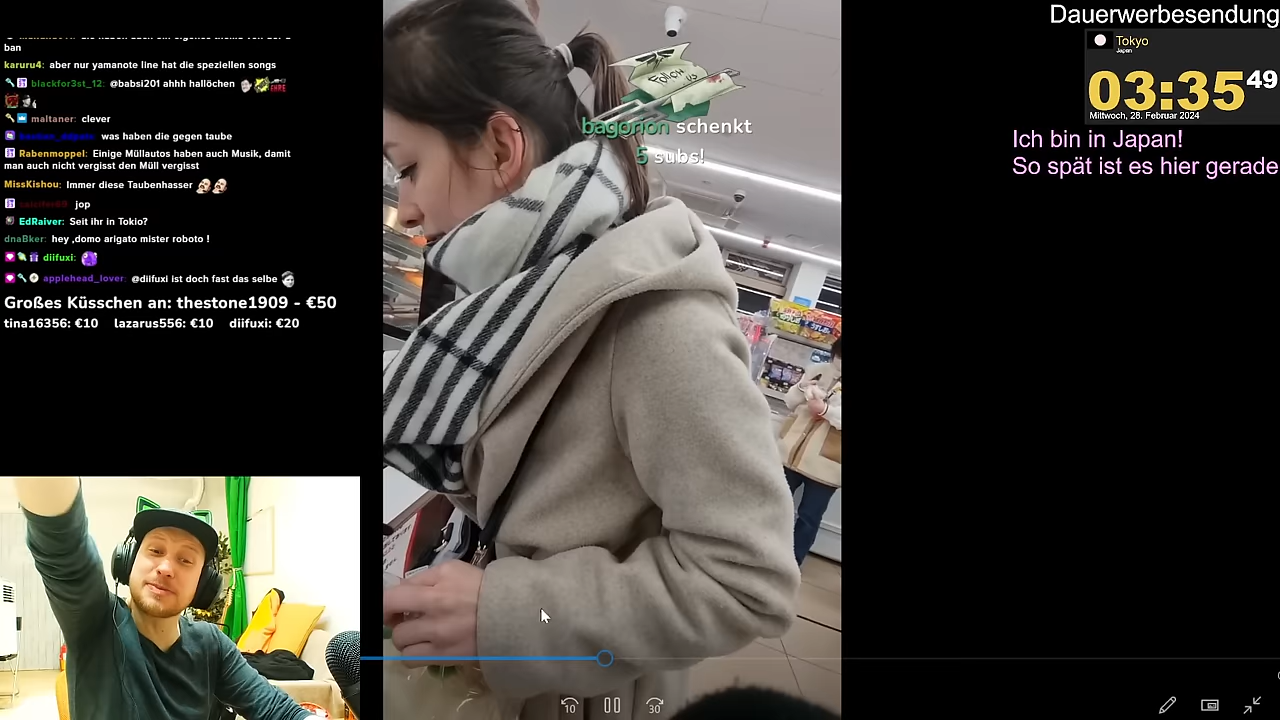 ban
karuru4: aber nur yamanote line hat die speziellen songs
blackfor3st_12: @babsi201 ahhh hallöchen
maltaner: clever
was haben die gegen taube
Rabenmoppel: Einige Müllautos haben auch Musik, damit
man auch nicht vergisst den Müll vergisst
MissKishou: Immer diese Taubenhasser
jop
EdRaiver: Seit ihr in Tokio?
dnaBker: hey ,domo arigato mister roboto !
diifuxi:
applehead_lover: @diifuxi ist doch fast das selbe
Großes Küsschen an: thestone1909 - €50
tina16356: €10 lazarus556: €10 diifuxi: €20
Follow us
bagorion schenkt
5 subs!
10
30
Dauerwerbesendung
Tokyo
Japan
03:35 49
Mittwoch, 28. Februar 2024
Ich bin in Japan!
So spät ist es hier gerade